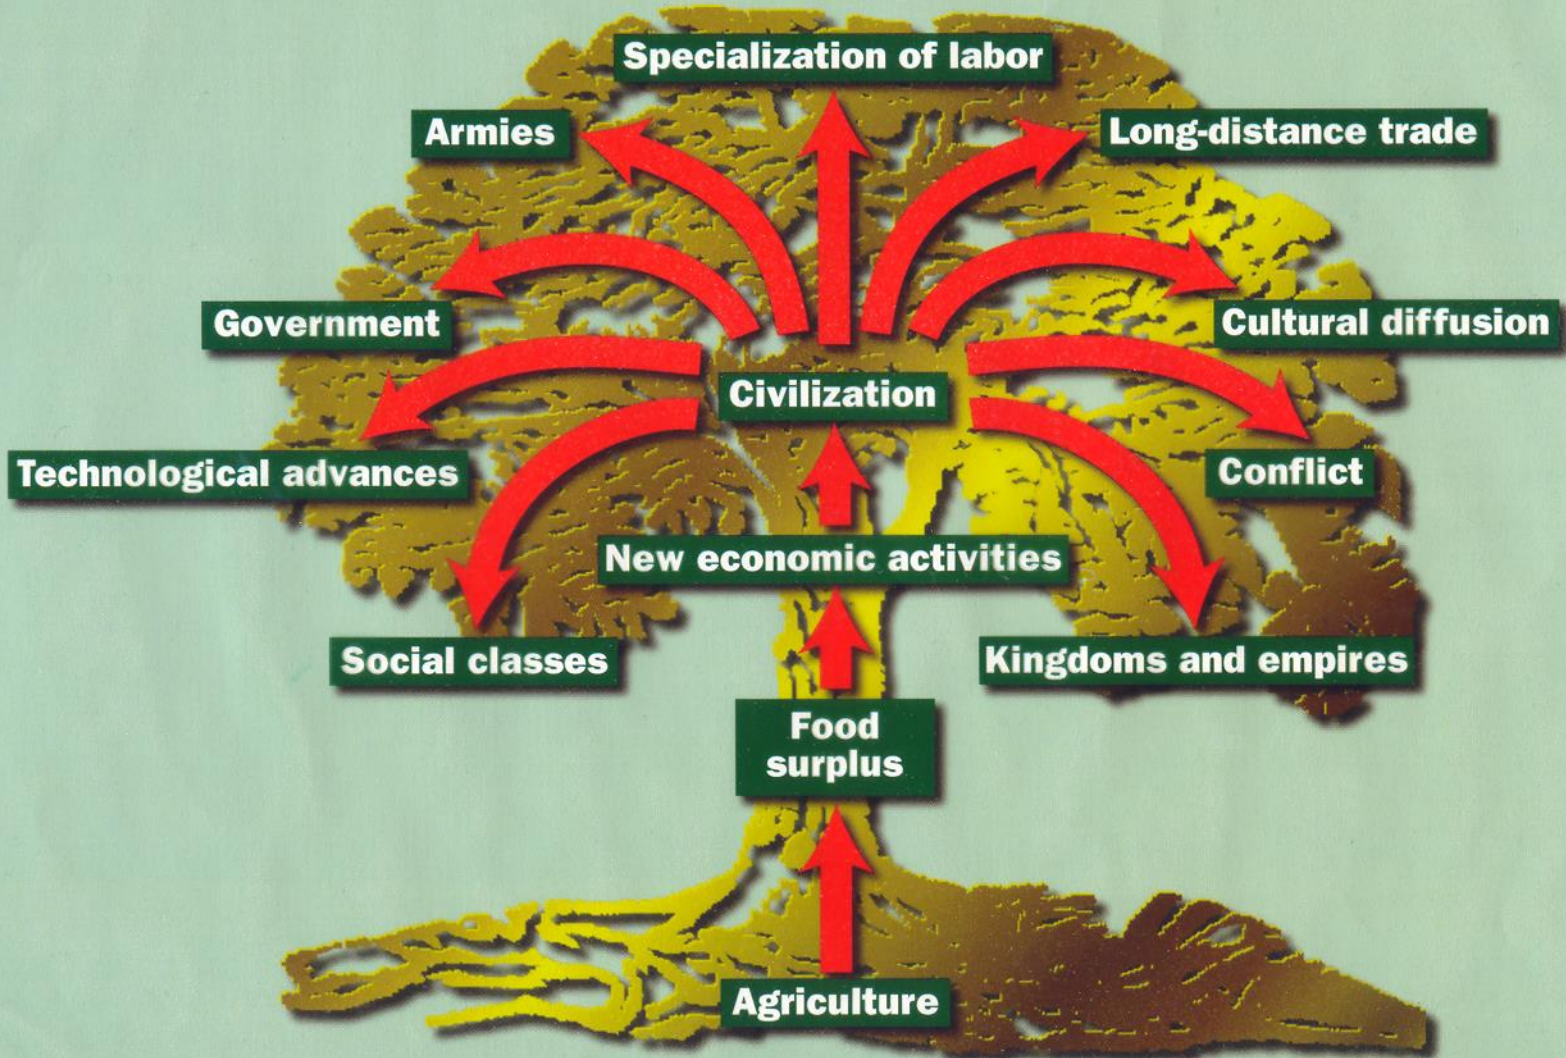 Specialization of labor
Armies
Long-distance trade
Government
Cultural diffusion
Civilization
Technological advances
Conflict
New economic activities
Social classes
Kingdoms and empires
Food
surplus
Agriculture